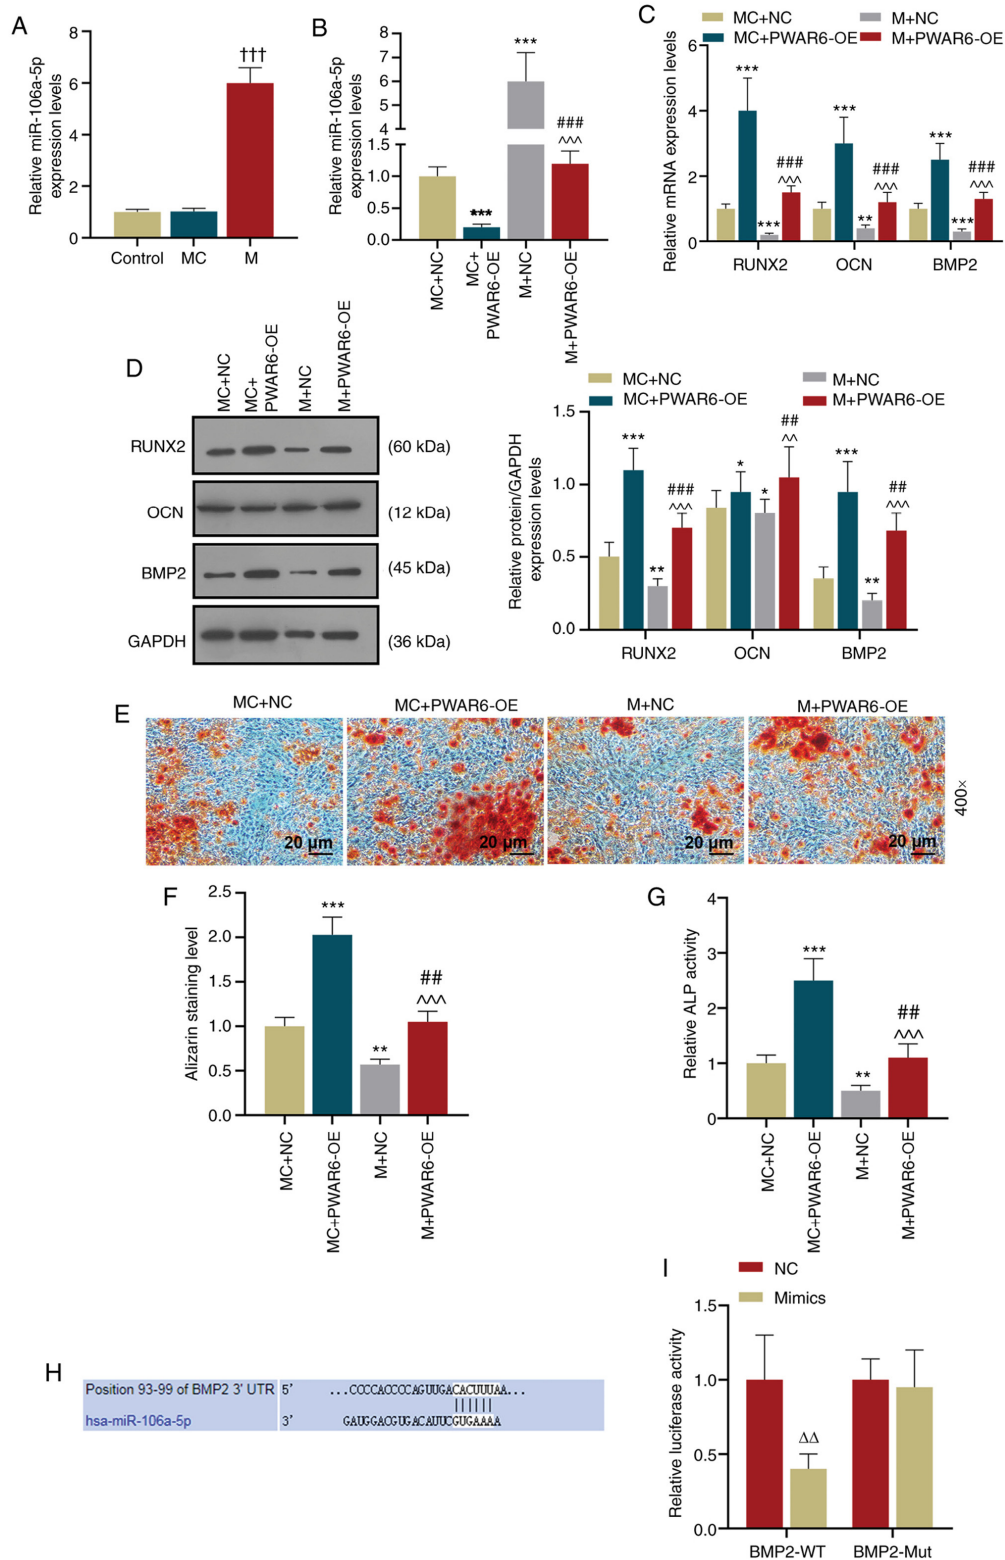 A
Relative miR-106a-5p
expression levels
8
6
4
2
0
†††
Control
MC
M
B
Relative miR-106a-5p
expression levels
8
7
6
5
4
1.5
1.0
0.5
0.0
***
***
###
^^^
MC+NC
MC+
PWAR6-OE
M+NC
M+PWAR6-OE
C
MC+NC
M+NC
MC+PWAR6-OE
M+PWAR6-OE
Relative mRNA expression levels
6
4
2
0
***
***
###
^^^
***
**
###
^^^
***
***
###
^^^
RUNX2
OCN
BMP2
D
MC+NC
MC+
PWAR6-OE
M+NC
M+PWAR6-OE
RUNX2
(60 kDa)
OCN
(12 kDa)
BMP2
(45 kDa)
GAPDH
(36 kDa)
MC+NC
M+NC
MC+PWAR6-OE
M+PWAR6-OE
Relative protein/GAPDH
expression levels
1.5
1.0
0.5
0.0
***
**
###
^^^
*
*
##
^^
***
**
##
^^^
RUNX2
OCN
BMP2
E
MC+NC
MC+PWAR6-OE
M+NC
M+PWAR6-OE
20 μm
20 μm
20 μm
20 μm
400×
F
Alizarin staining level
2.5
2.0
1.5
1.0
0.5
0.0
***
**
##
^^^
MC+NC
MC+PWAR6-OE
M+NC
M+PWAR6-OE
G
Relative ALP activity
4
3
2
1
0
***
**
##
^^^
MC+NC
MC+PWAR6-OE
M+NC
M+PWAR6-OE
H
Position 93-99 of BMP2 3' UTR 5' ...CCCCACCCCAGUUGACACUUUAA...
hsa-miR-106a-5p 3' GAUGGACGUGACAUUCGUGAAAA
I
NC
Mimics
Relative luciferase activity
1.5
1.0
0.5
0.0
ΔΔ
BMP2-WT
BMP2-Mut